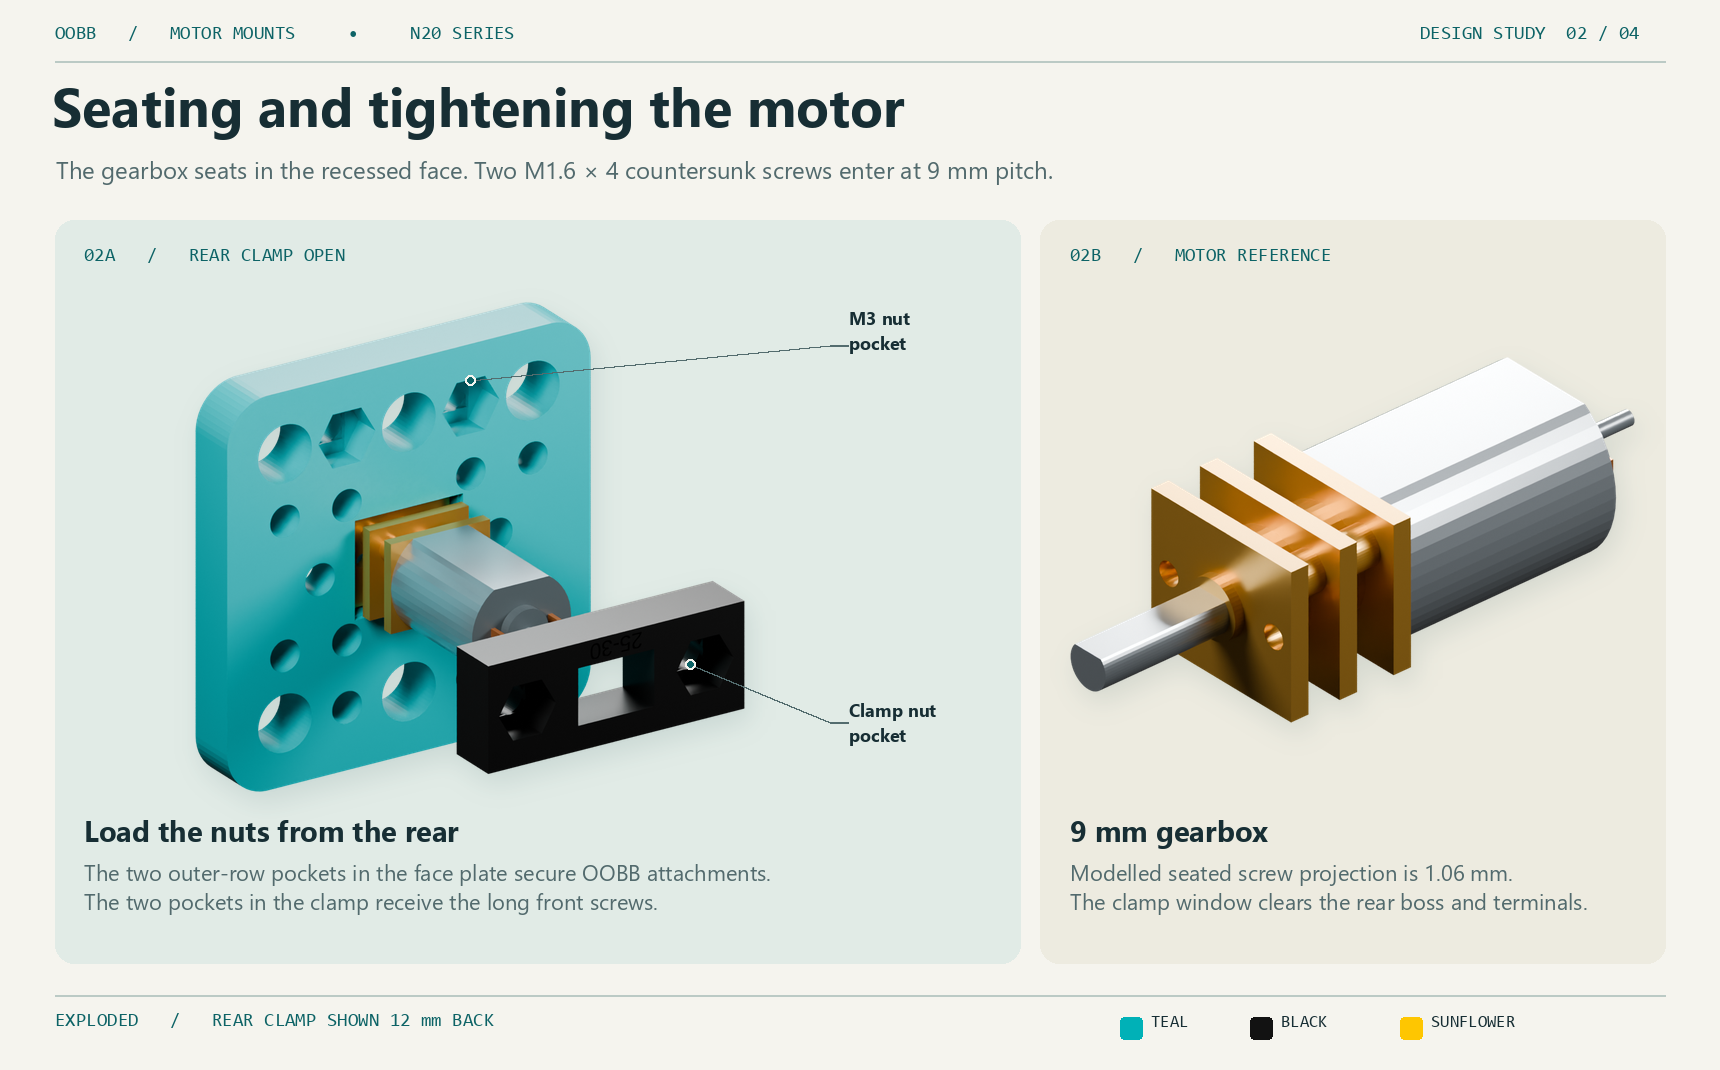 OOBB / MOTOR MOUNTS • N20 SERIES
DESIGN STUDY 02 / 04
Seating and tightening the motor
The gearbox seats in the recessed face. Two M1.6 × 4 countersunk screws enter at 9 mm pitch.
02A / REAR CLAMP OPEN
M3 nut
pocket
25-30
Clamp nut
pocket
Load the nuts from the rear
The two outer-row pockets in the face plate secure OOBB attachments.
The two pockets in the clamp receive the long front screws.
02B / MOTOR REFERENCE
9 mm gearbox
Modelled seated screw projection is 1.06 mm.
The clamp window clears the rear boss and terminals.
EXPLODED / REAR CLAMP SHOWN 12 mm BACK
TEAL
BLACK
SUNFLOWER